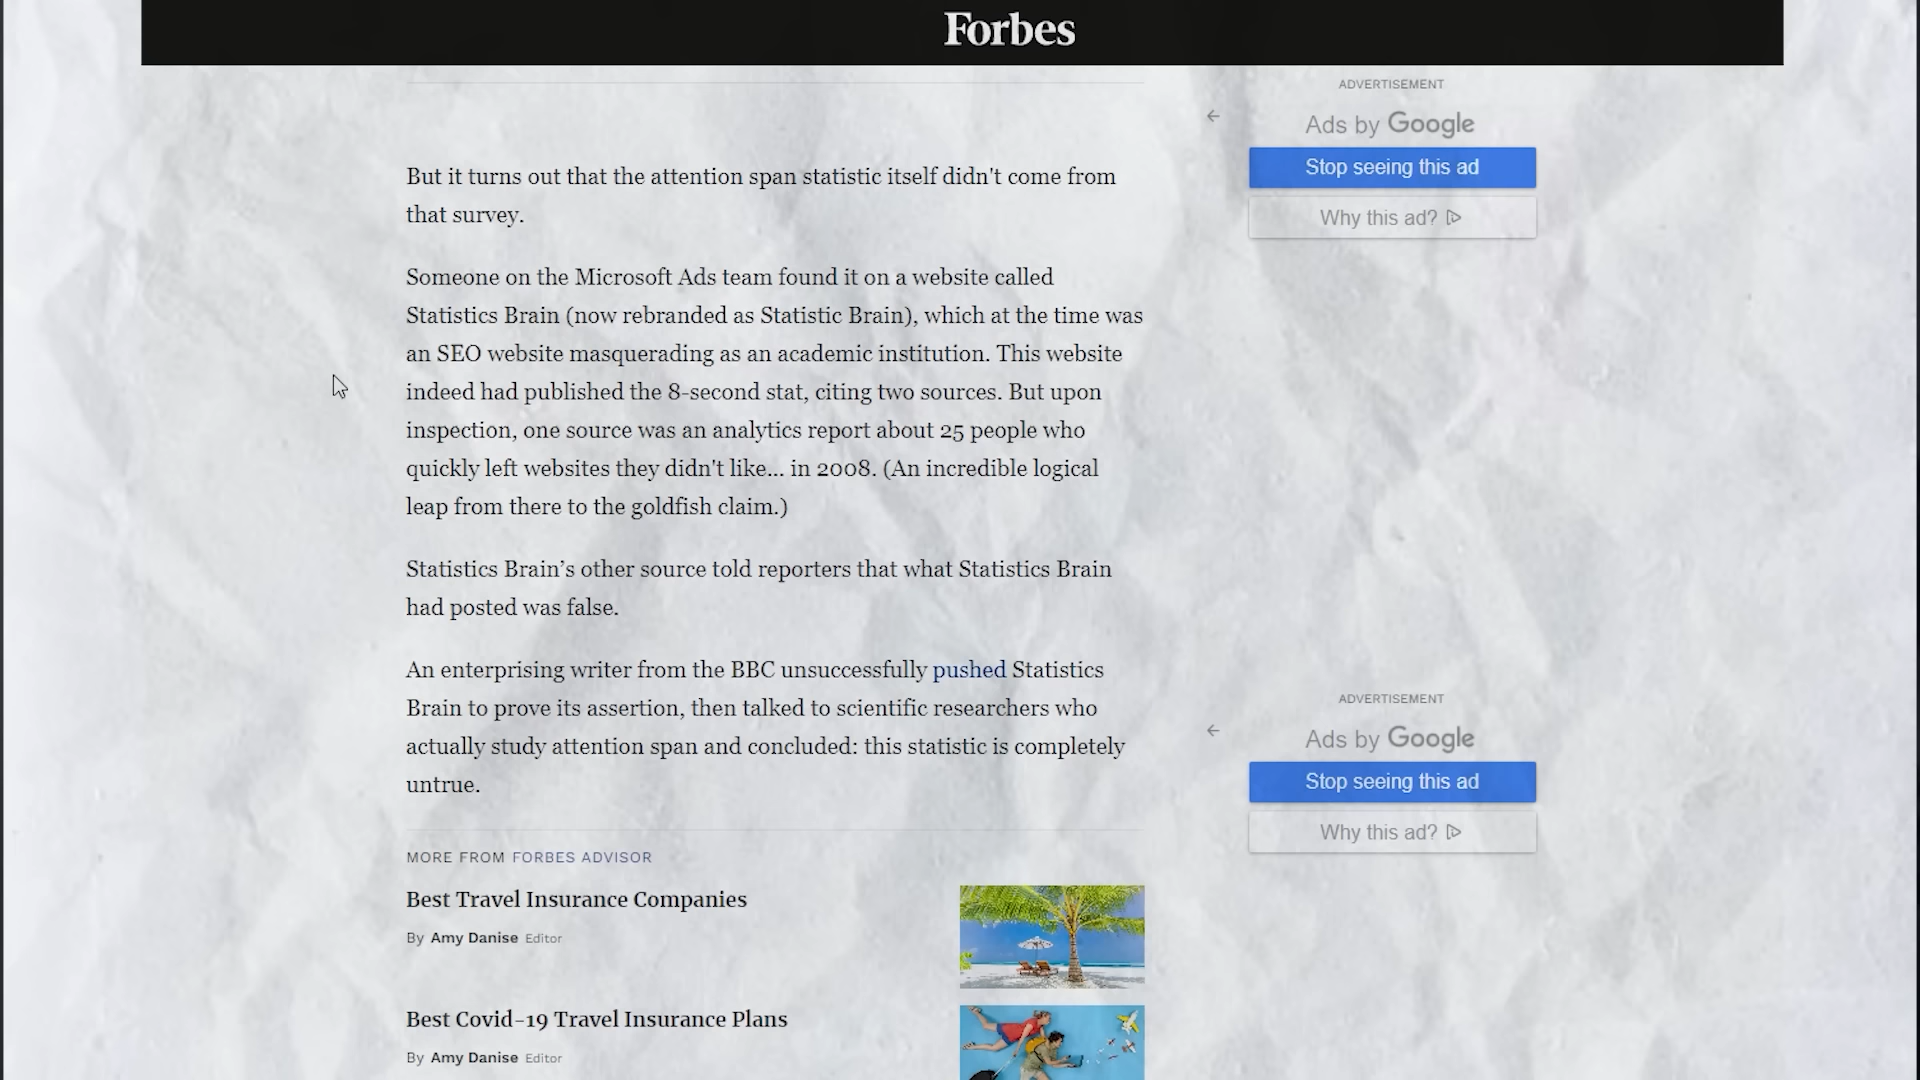 Forbes
ADVERTISEMENT
Ads by Google
Stop seeing this ad
Why this ad?
But it turns out that the attention span statistic itself didn't come from
that survey.
Someone on the Microsoft Ads team found it on a website called
Statistics Brain (now rebranded as Statistic Brain), which at the time was
an SEO website masquerading as an academic institution. This website
indeed had published the 8-second stat, citing two sources. But upon
inspection, one source was an analytics report about 25 people who
quickly left websites they didn't like... in 2008. (An incredible logical
leap from there to the goldfish claim.)
Statistics Brain’s other source told reporters that what Statistics Brain
had posted was false.
An enterprising writer from the BBC unsuccessfully pushed Statistics
Brain to prove its assertion, then talked to scientific researchers who
actually study attention span and concluded: this statistic is completely
untrue.
ADVERTISEMENT
Ads by Google
Stop seeing this ad
Why this ad?
MORE FROM FORBES ADVISOR
Best Travel Insurance Companies
By Amy Danise Editor
Best Covid-19 Travel Insurance Plans
By Amy Danise Editor